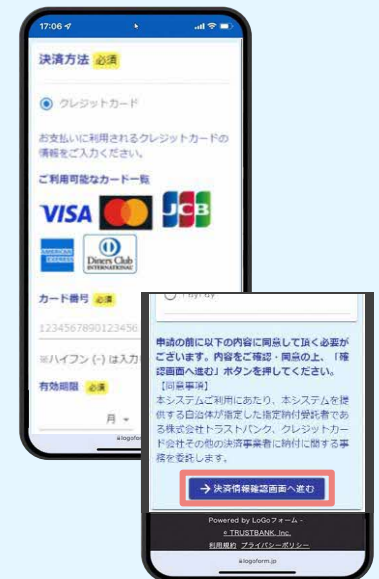 17:06
決済方法 必須
クレジットカード
お支払いに利用されるクレジットカードの
情報をご入力ください。
ご利用可能なカード一覧
VISA
JCB
AMERICAN
EXPRESS
Diners Club
INTERNATIONAL
カード番号 必須
1234567890123456
※ハイフン (-) は入力
有効期限 必須
月
logoform
PayPay
申請の前に以下の内容に同意して頂く必要が
ございます。内容をご確認・同意の上、「確
認画面へ進む」ボタンを押してください。
【同意事項】
本システムご利用にあたり、本システムを提
供する自治体が指定した指定納付受託者であ
る株式会社トラストバンク、クレジットカー
ド会社その他の決済事業者に納付に関する事
務を委託します。
→ 決済情報確認画面へ進む
Powered by LoGoフォーム -
© TRUSTBANK, Inc.
利用規約 プライバシーポリシー
logoform.jp